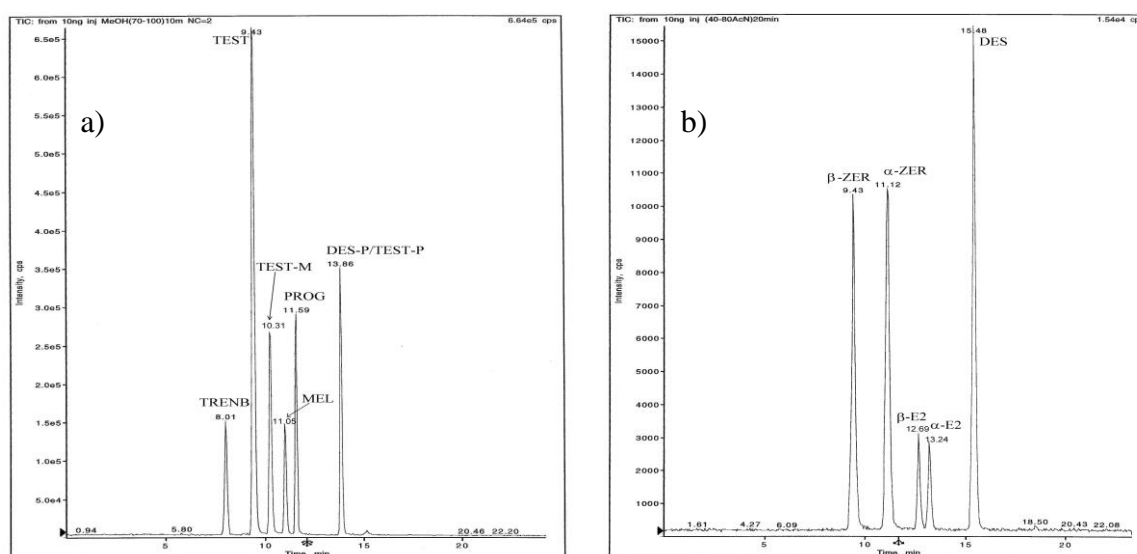 TIC: from 10ng inj MeOH(70-100)10m NC=2
6.64e5 cps
a)
9.43
TEST
6.5e5
6.0e5
5.5e5
5.0e5
4.5e5
4.0e5
3.5e5
3.0e5
2.5e5
2.0e5
1.5e5
1.0e5
5.0e4
Intensity, cps
DES-P/TEST-P
13.86
TEST-M
10.31
PROG
11.59
TRENB
8.01
MEL
11.05
0.94
5.80
20.46
22.20
5
10
15
20
Time, min
TIC: from 10ng inj (40-80AcN)20min
1.54e4 cp
b)
15.48
DES
15000
14000
13000
12000
11000
10000
9000
8000
7000
6000
5000
4000
3000
2000
1000
Intensity, cps
β-ZER
9.43
α-ZER
11.12
β-E2
12.69
α-E2
13.24
1.61
4.27
6.09
18.50
20.43
22.08
5
10
15
20
Time, min